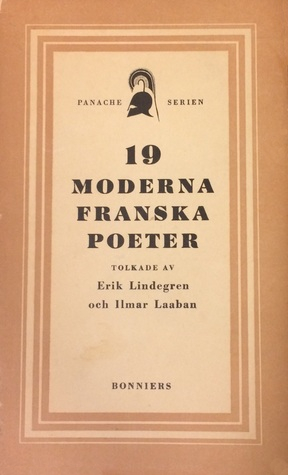 PANACHE SERIEN
19
MODERNA
FRANSKA
POETER
TOLKADE AV
Erik Lindegren
och Ilmar Laaban
BONNIERS